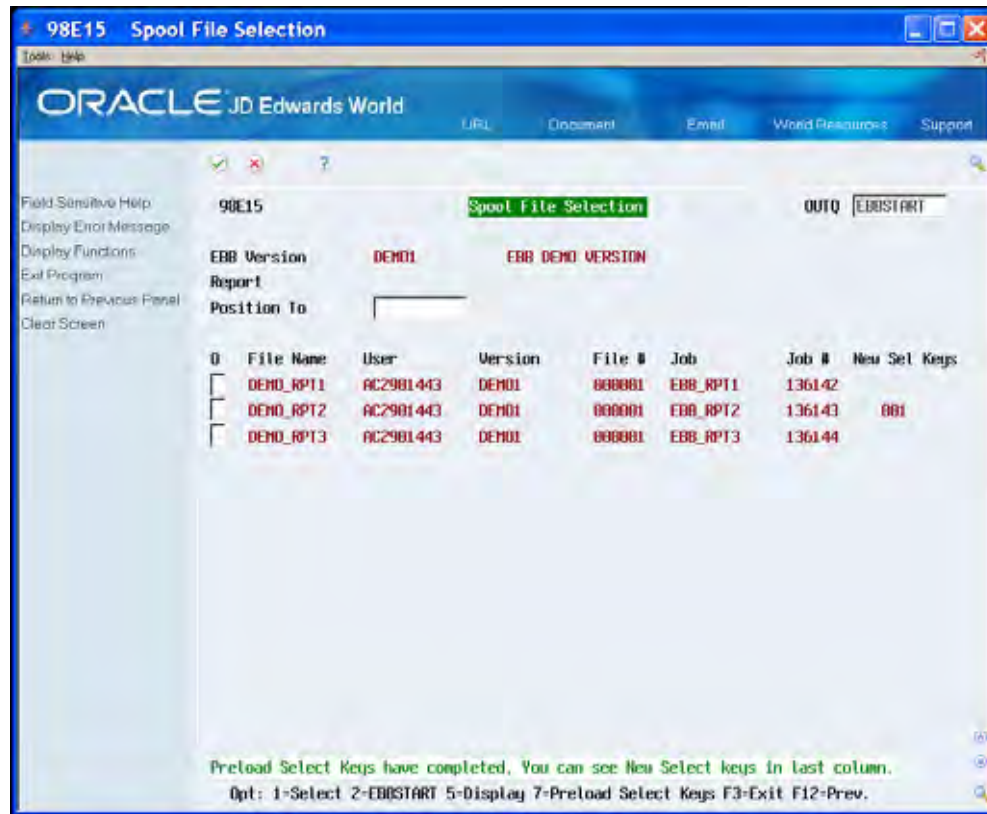 98E15 Spool File Selection
Tools Help
ORACLE JD Edwards World
URL Document Email World Resources Support
?
Field Sensitive Help
Display Error Message
Display Functions
Exit Program
Return to Previous Panel
Clear Screen
98E15 Spool File Selection OUTQ EBBSTART
EBB Version DEMO1 EBB DEMO VERSION
Report
Position To
O File Name User Version File # Job Job # New Sel Keys
DEMO_RPT1 AC2981443 DEMO1 000001 EBB_RPT1 136142
DEMO_RPT2 AC2981443 DEMO1 000001 EBB_RPT2 136143 001
DEMO_RPT3 AC2981443 DEMO1 000001 EBB_RPT3 136144
Preload Select Keys have completed, You can see New Select keys in last column.
Opt: 1=Select 2=EBBSTART 5=Display 7=Preload Select Keys F3=Exit F12=Prev.